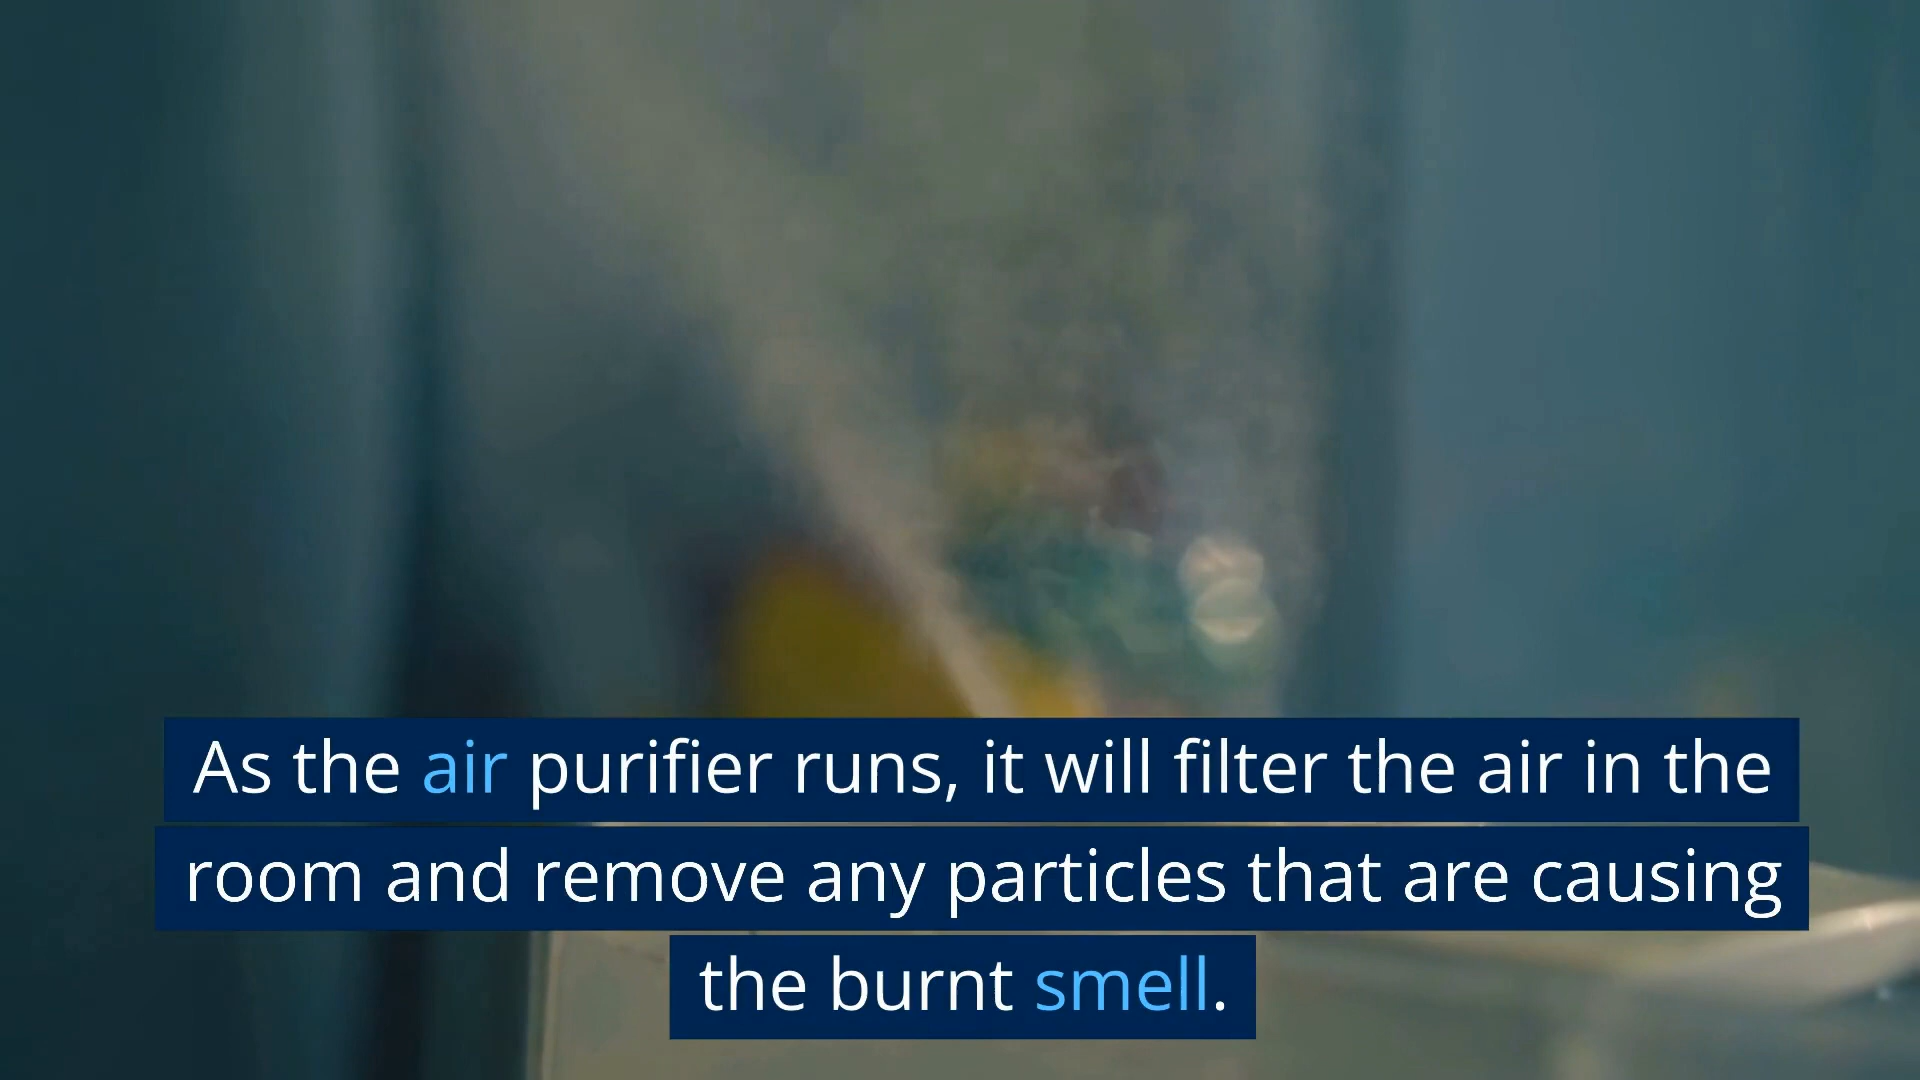 As the air purifier runs, it will filter the air in the
room and remove any particles that are causing
the burnt smell.